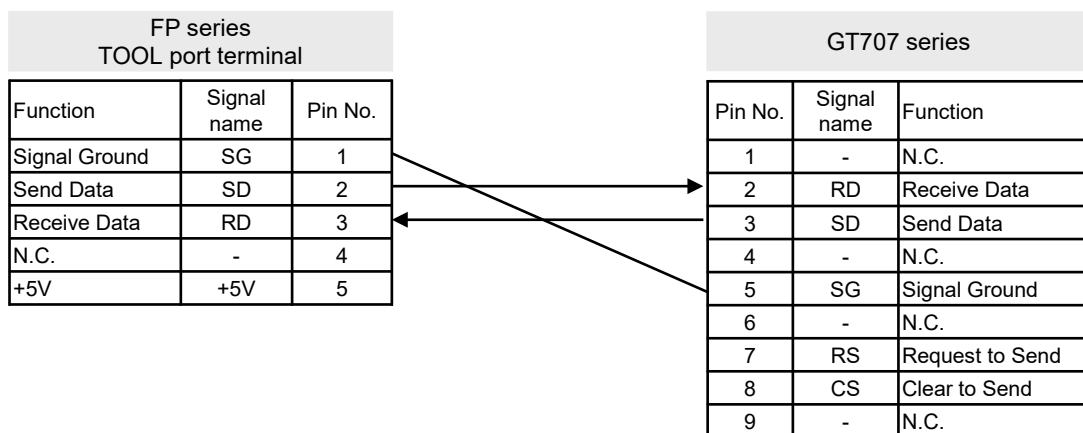 FP series
TOOL port terminal
Function Signal name Pin No.
Signal Ground SG 1
Send Data SD 2
Receive Data RD 3
N.C. - 4
+5V +5V 5
GT707 series
Pin No. Signal name Function
1 - N.C.
2 RD Receive Data
3 SD Send Data
4 - N.C.
5 SG Signal Ground
6 - N.C.
7 RS Request to Send
8 CS Clear to Send
9 - N.C.